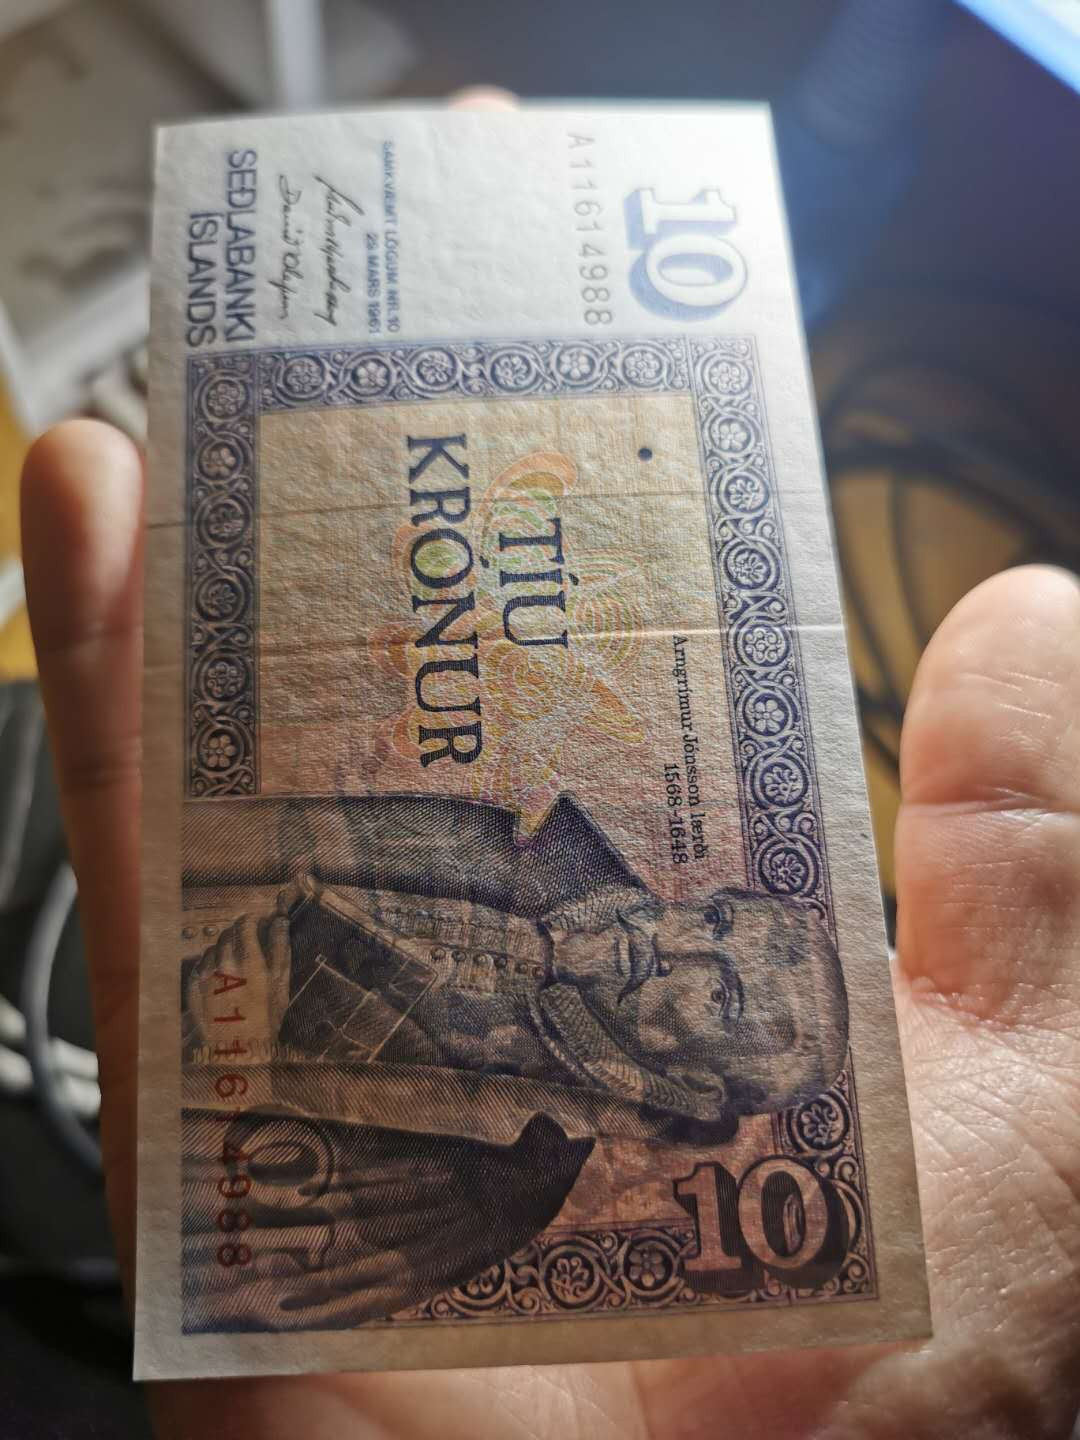 10
A11614988
SAMKVÆMT LÖGUM NR. 10
29 MARS 1961
SEÐLABANKI
ÍSLANDS
TÍU
KRÓNUR
Arngrímur Jónsson lærði
1568-1648
A11614988
10